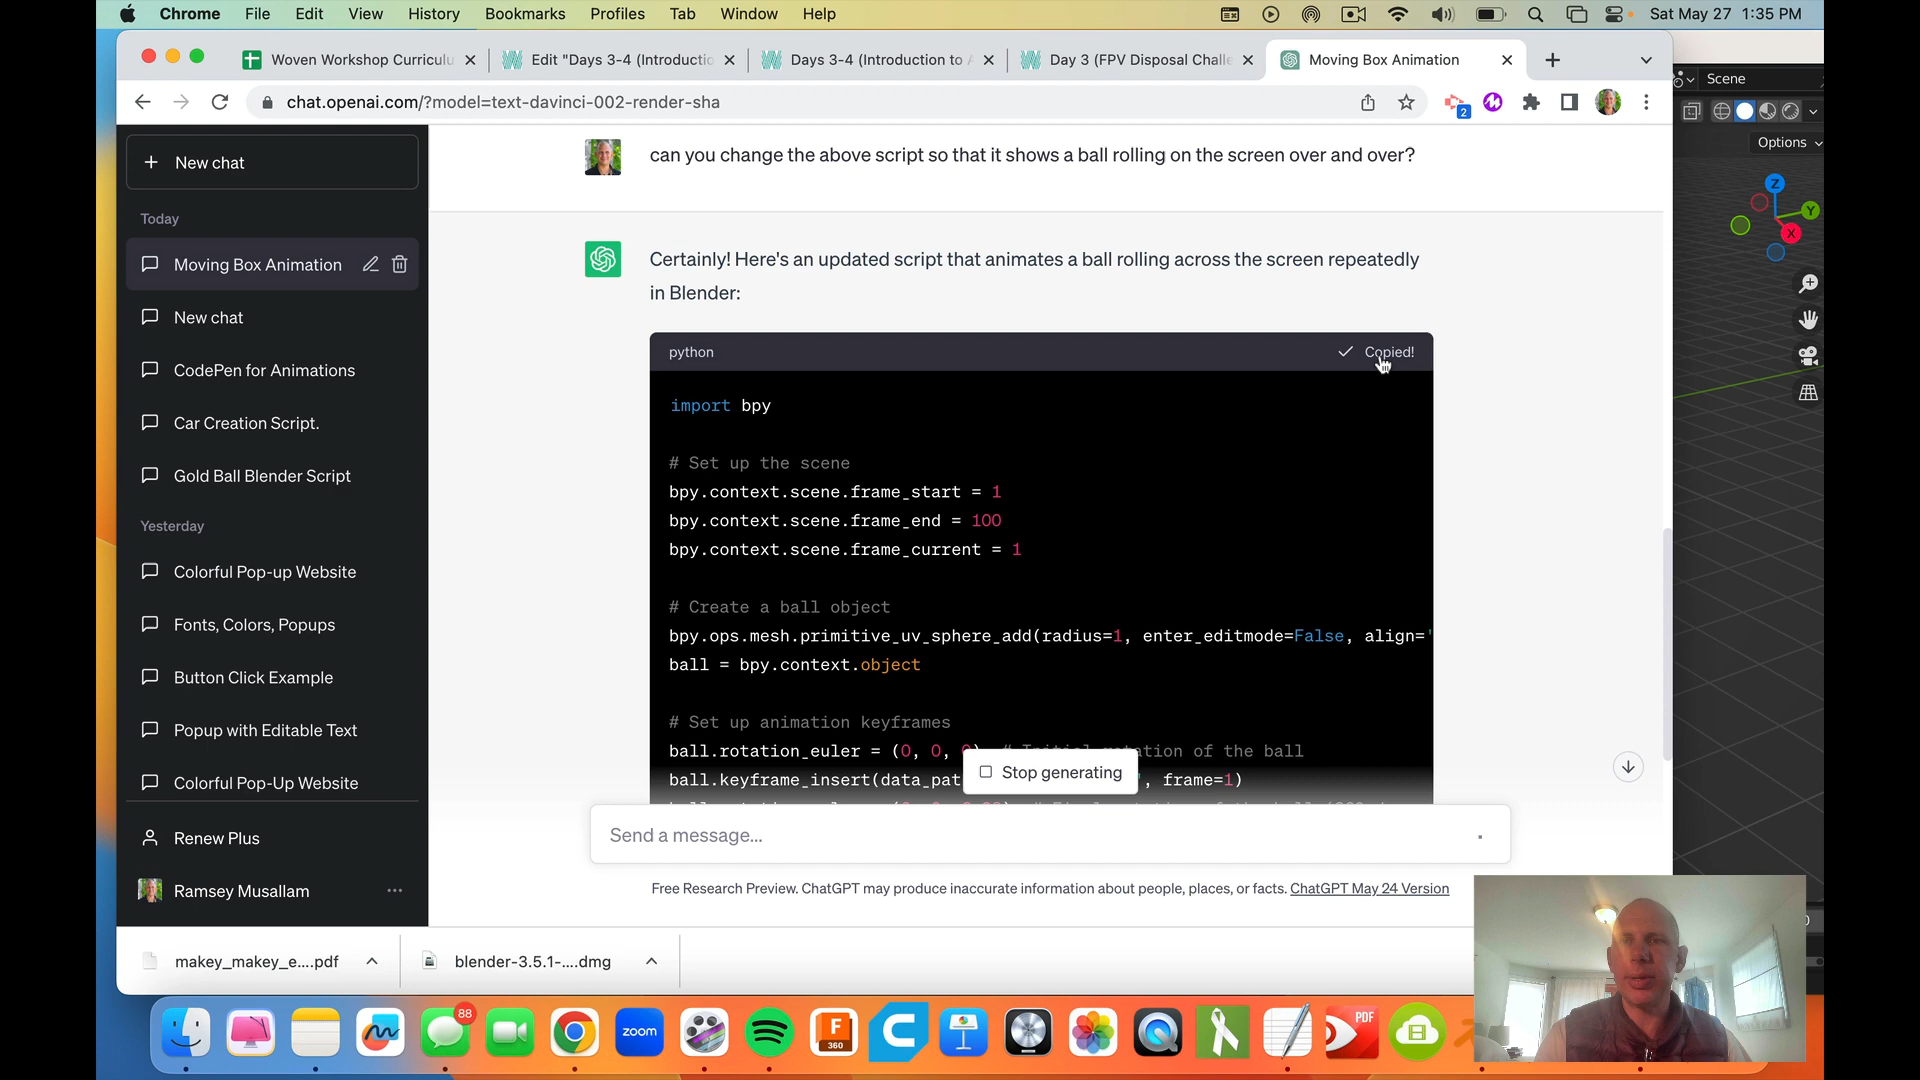 Chrome File Edit View History Bookmarks Profiles Tab Window Help
Sat May 27 1:35 PM
Woven Workshop Curriculu
Edit "Days 3-4 (Introductio
Days 3-4 (Introduction to A
Day 3 (FPV Disposal Challe
Moving Box Animation
chat.openai.com/?model=text-davinci-002-render-sha
2
Scene
Options
Z
Y
X
+ New chat
Today
Moving Box Animation
New chat
CodePen for Animations
Car Creation Script.
Gold Ball Blender Script
Yesterday
Colorful Pop-up Website
Fonts, Colors, Popups
Button Click Example
Popup with Editable Text
Colorful Pop-Up Website
Renew Plus
Ramsey Musallam
can you change the above script so that it shows a ball rolling on the screen over and over?
Certainly! Here's an updated script that animates a ball rolling across the screen repeatedly
in Blender:
python
Copied!
import bpy
# Set up the scene
bpy.context.scene.frame_start = 1
bpy.context.scene.frame_end = 100
bpy.context.scene.frame_current = 1
# Create a ball object
bpy.ops.mesh.primitive_uv_sphere_add(radius=1, enter_editmode=False, align='
ball = bpy.context.object
# Set up animation keyframes
ball.rotation_euler = (0, 0, 0) # Initial rotation of the ball
ball.keyframe_insert(data_pat ', frame=1)
Stop generating
Send a message...
Free Research Preview. ChatGPT may produce inaccurate information about people, places, or facts. ChatGPT May 24 Version
makey_makey_e....pdf
blender-3.5.1-....dmg
88
zoom
F
360
PDF